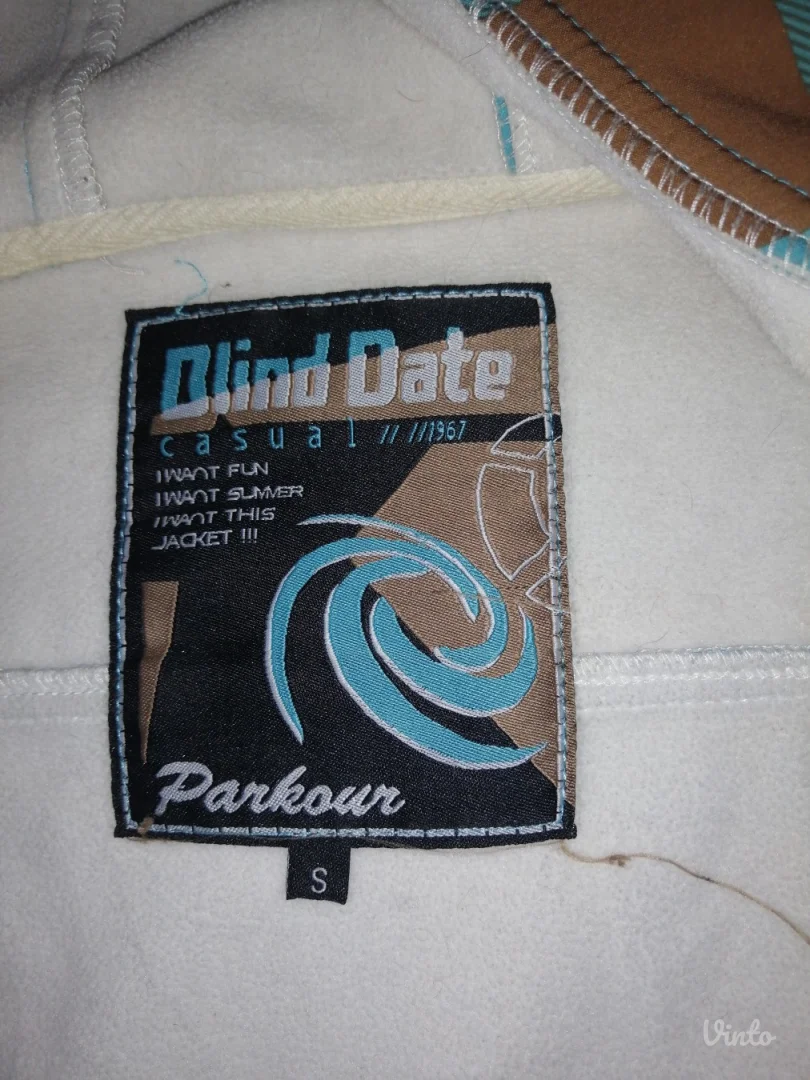 Blind Date
casual // //1967
I WANT FUN
I WANT SUMMER
I WANT THIS
JACKET !!!
Parkour
S
Vinto